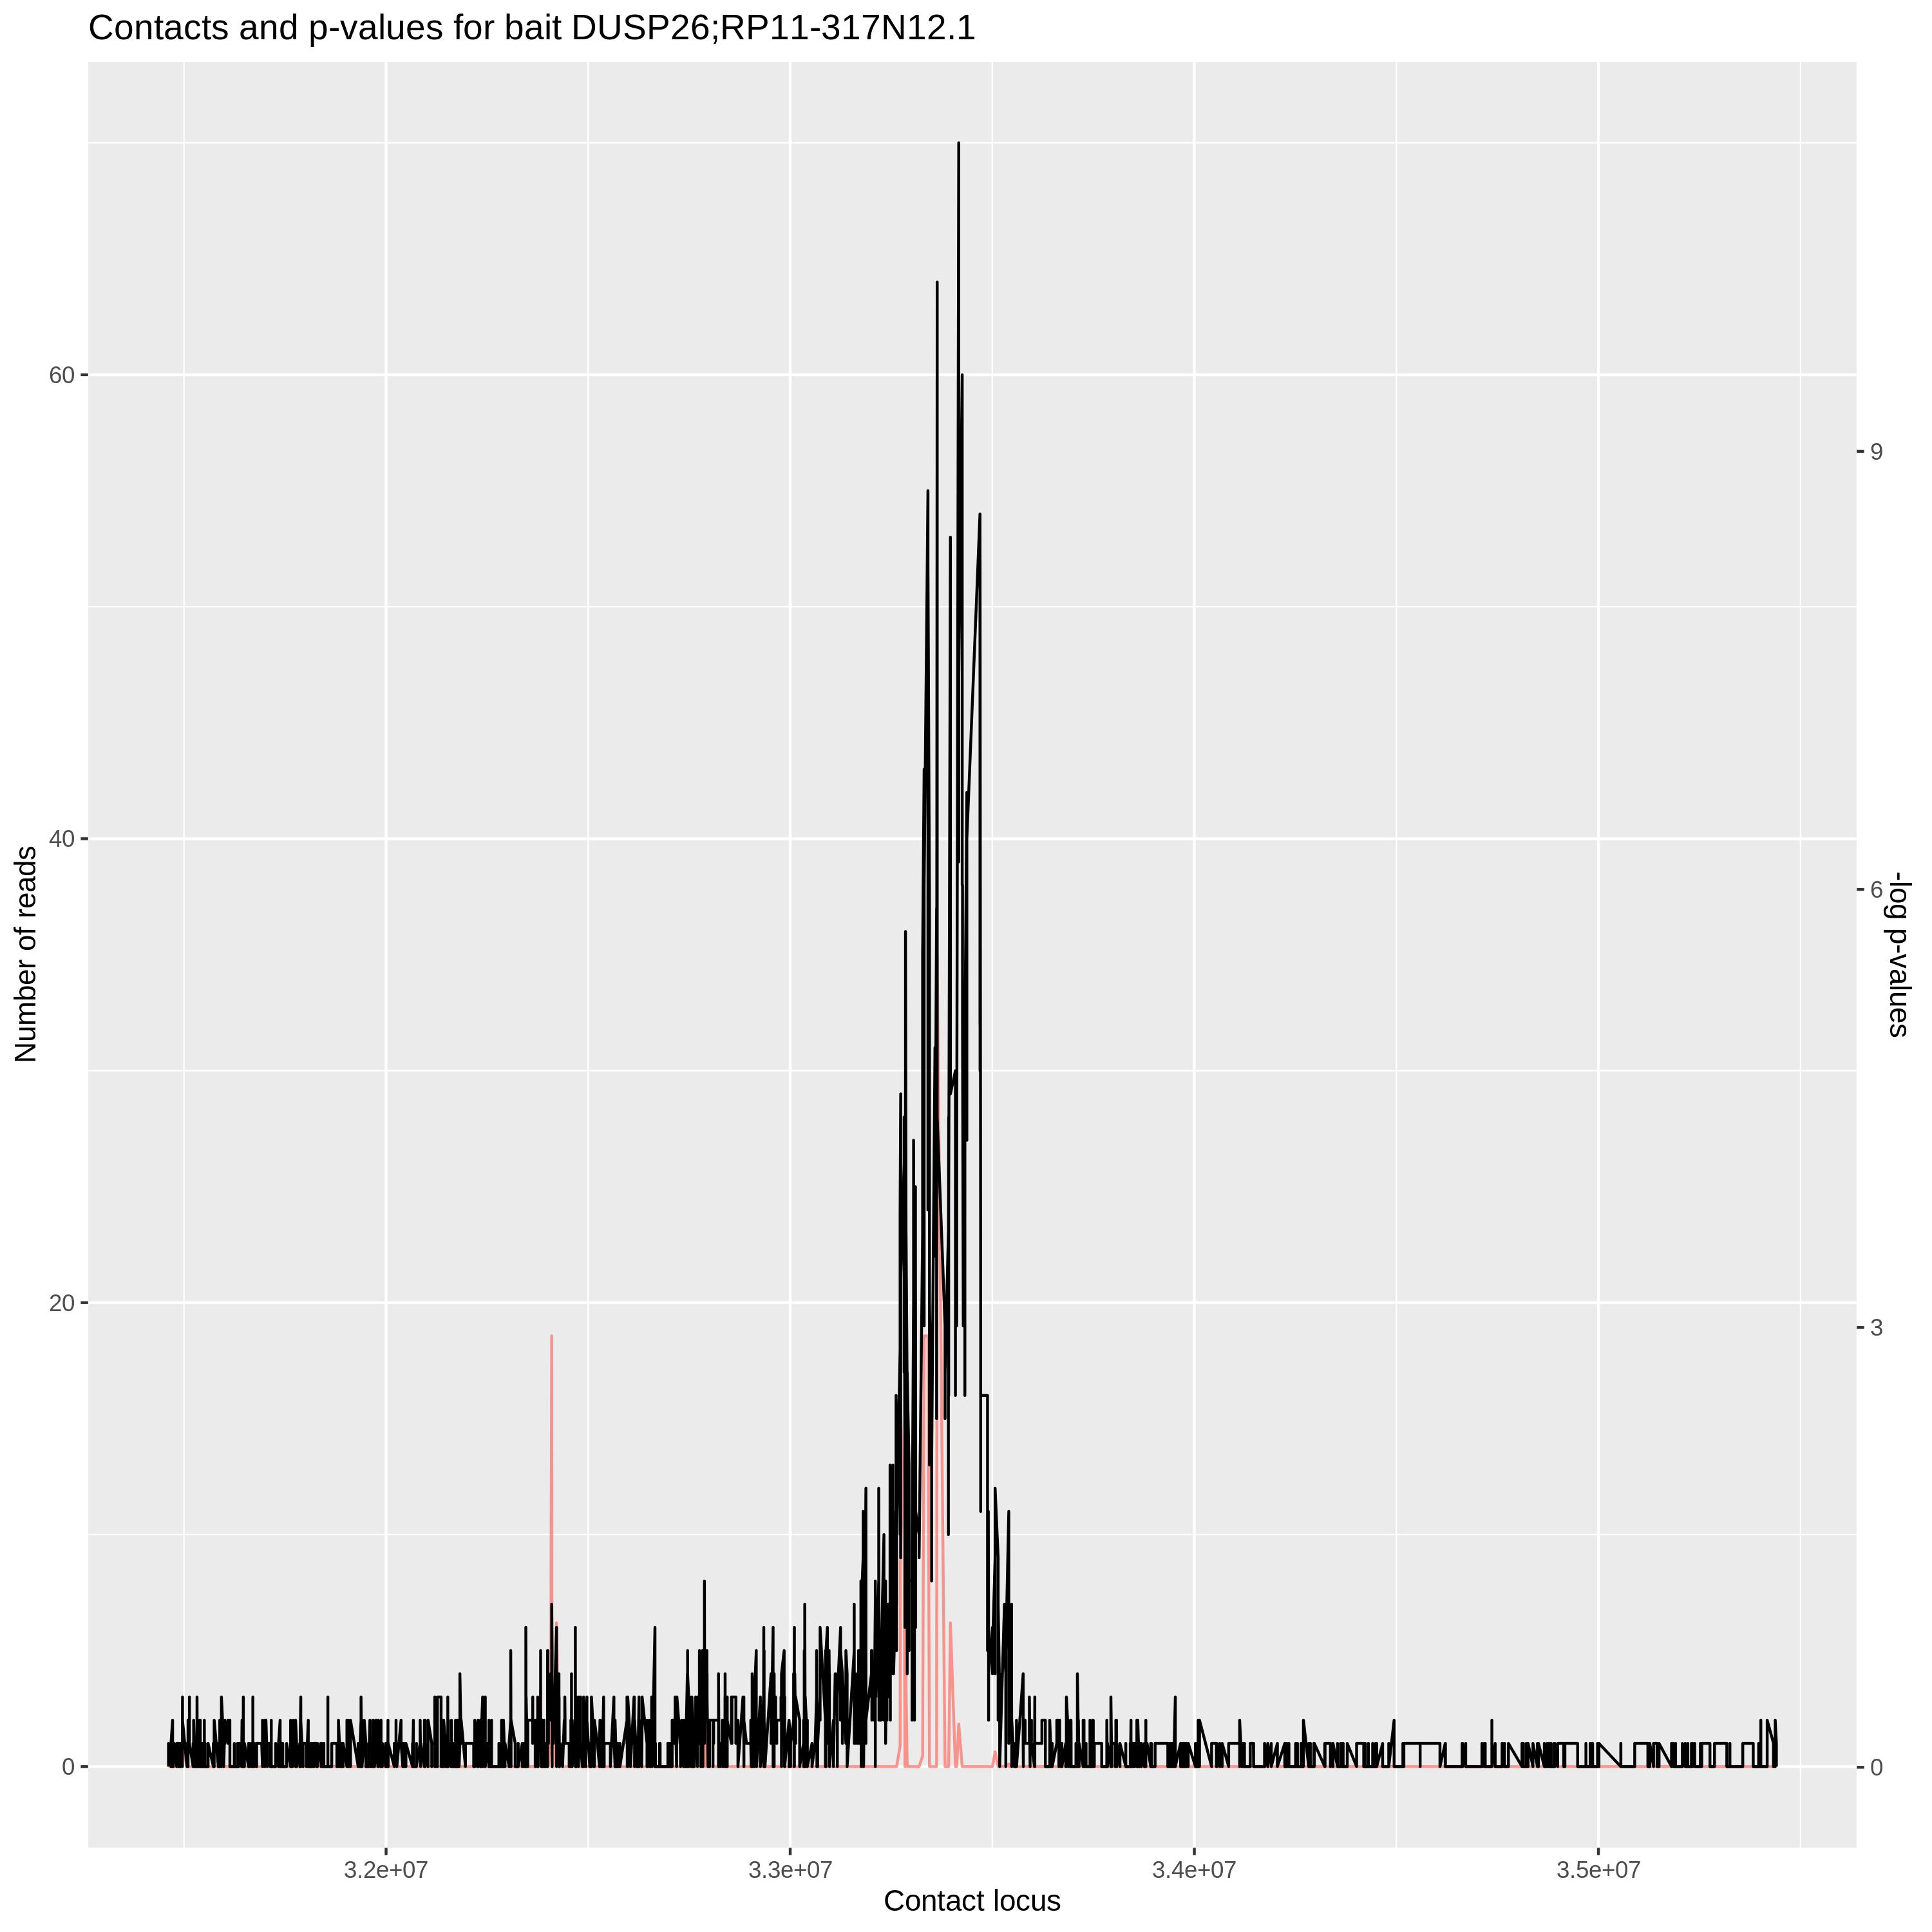 Contacts and p-values for bait DUSP26;RP11-317N12.1
Number of reads
60
40
20
0
9
6
3
0
-log p-values
3.2e+07 3.3e+07 3.4e+07 3.5e+07
Contact locus